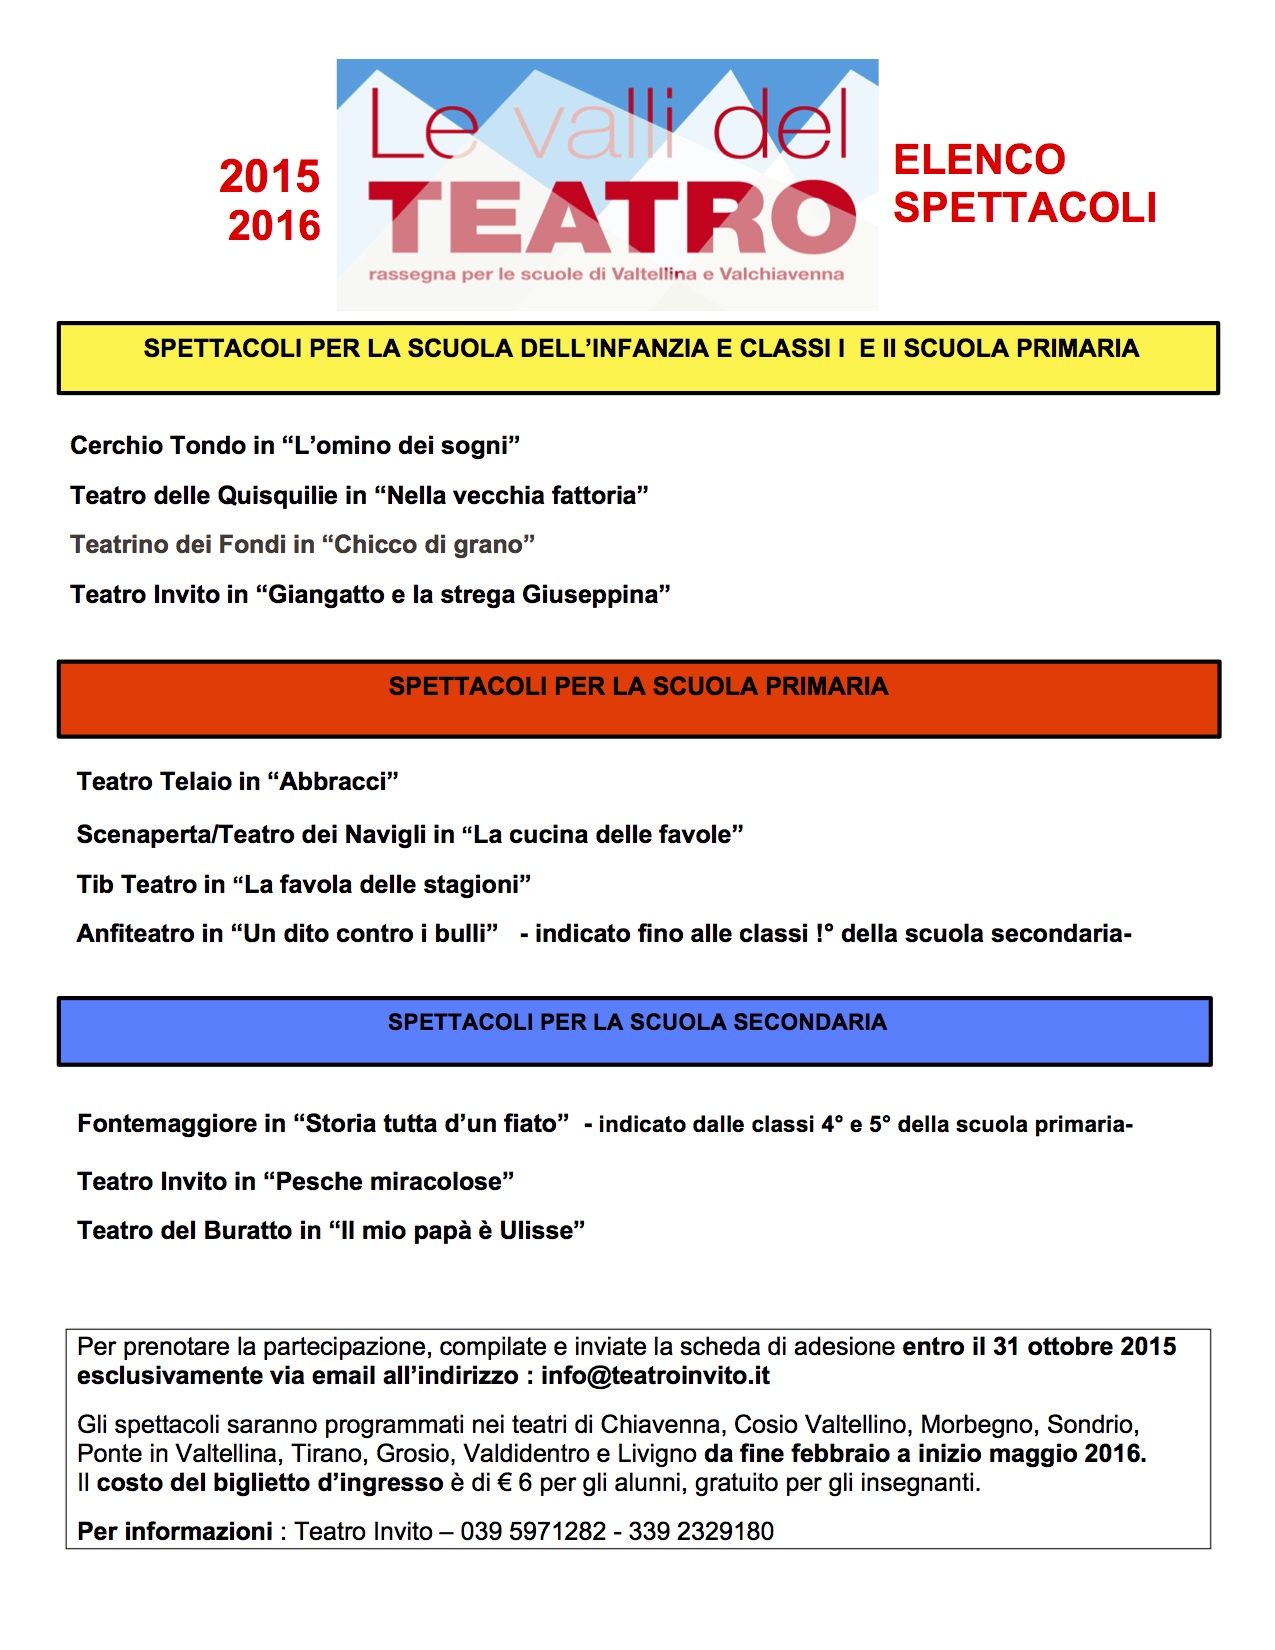 2015
2016
Le valli del
TEATRO
rassegna per le scuole di Valtellina e Valchiavenna
ELENCO
SPETTACOLI
SPETTACOLI PER LA SCUOLA DELL’INFANZIA E CLASSI I  E II SCUOLA PRIMARIA
Cerchio Tondo in “L’omino dei sogni”
Teatro delle Quisquilie in “Nella vecchia fattoria”
Teatrino dei Fondi in “Chicco di grano”
Teatro Invito in “Giangatto e la strega Giuseppina”
SPETTACOLI PER LA SCUOLA PRIMARIA
Teatro Telaio in “Abbracci”
Scenaperta/Teatro dei Navigli in “La cucina delle favole”
Tib Teatro in “La favola delle stagioni”
Anfiteatro in “Un dito contro i bulli”   - indicato fino alle classi !° della scuola secondaria-
SPETTACOLI PER LA SCUOLA SECONDARIA
Fontemaggiore in “Storia tutta d’un fiato”  - indicato dalle classi 4° e 5° della scuola primaria-
Teatro Invito in “Pesche miracolose”
Teatro del Buratto in “Il mio papà è Ulisse”
Per prenotare la partecipazione, compilate e inviate la scheda di adesione entro il 31 ottobre 2015
esclusivamente via email all’indirizzo : info@teatroinvito.it
Gli spettacoli saranno programmati nei teatri di Chiavenna, Cosio Valtellino, Morbegno, Sondrio,
Ponte in Valtellina, Tirano, Grosio, Valdidentro e Livigno da fine febbraio a inizio maggio 2016.
Il costo del biglietto d’ingresso è di € 6 per gli alunni, gratuito per gli insegnanti.
Per informazioni : Teatro Invito – 039 5971282 - 339 2329180